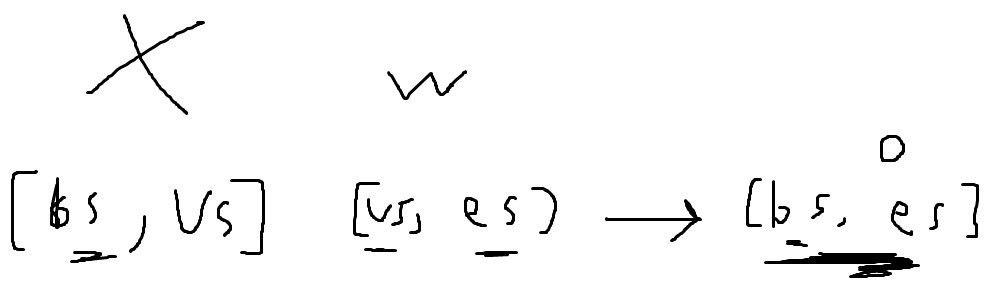 X W
O
[bs, vs] [vs, es) → [bs, es]